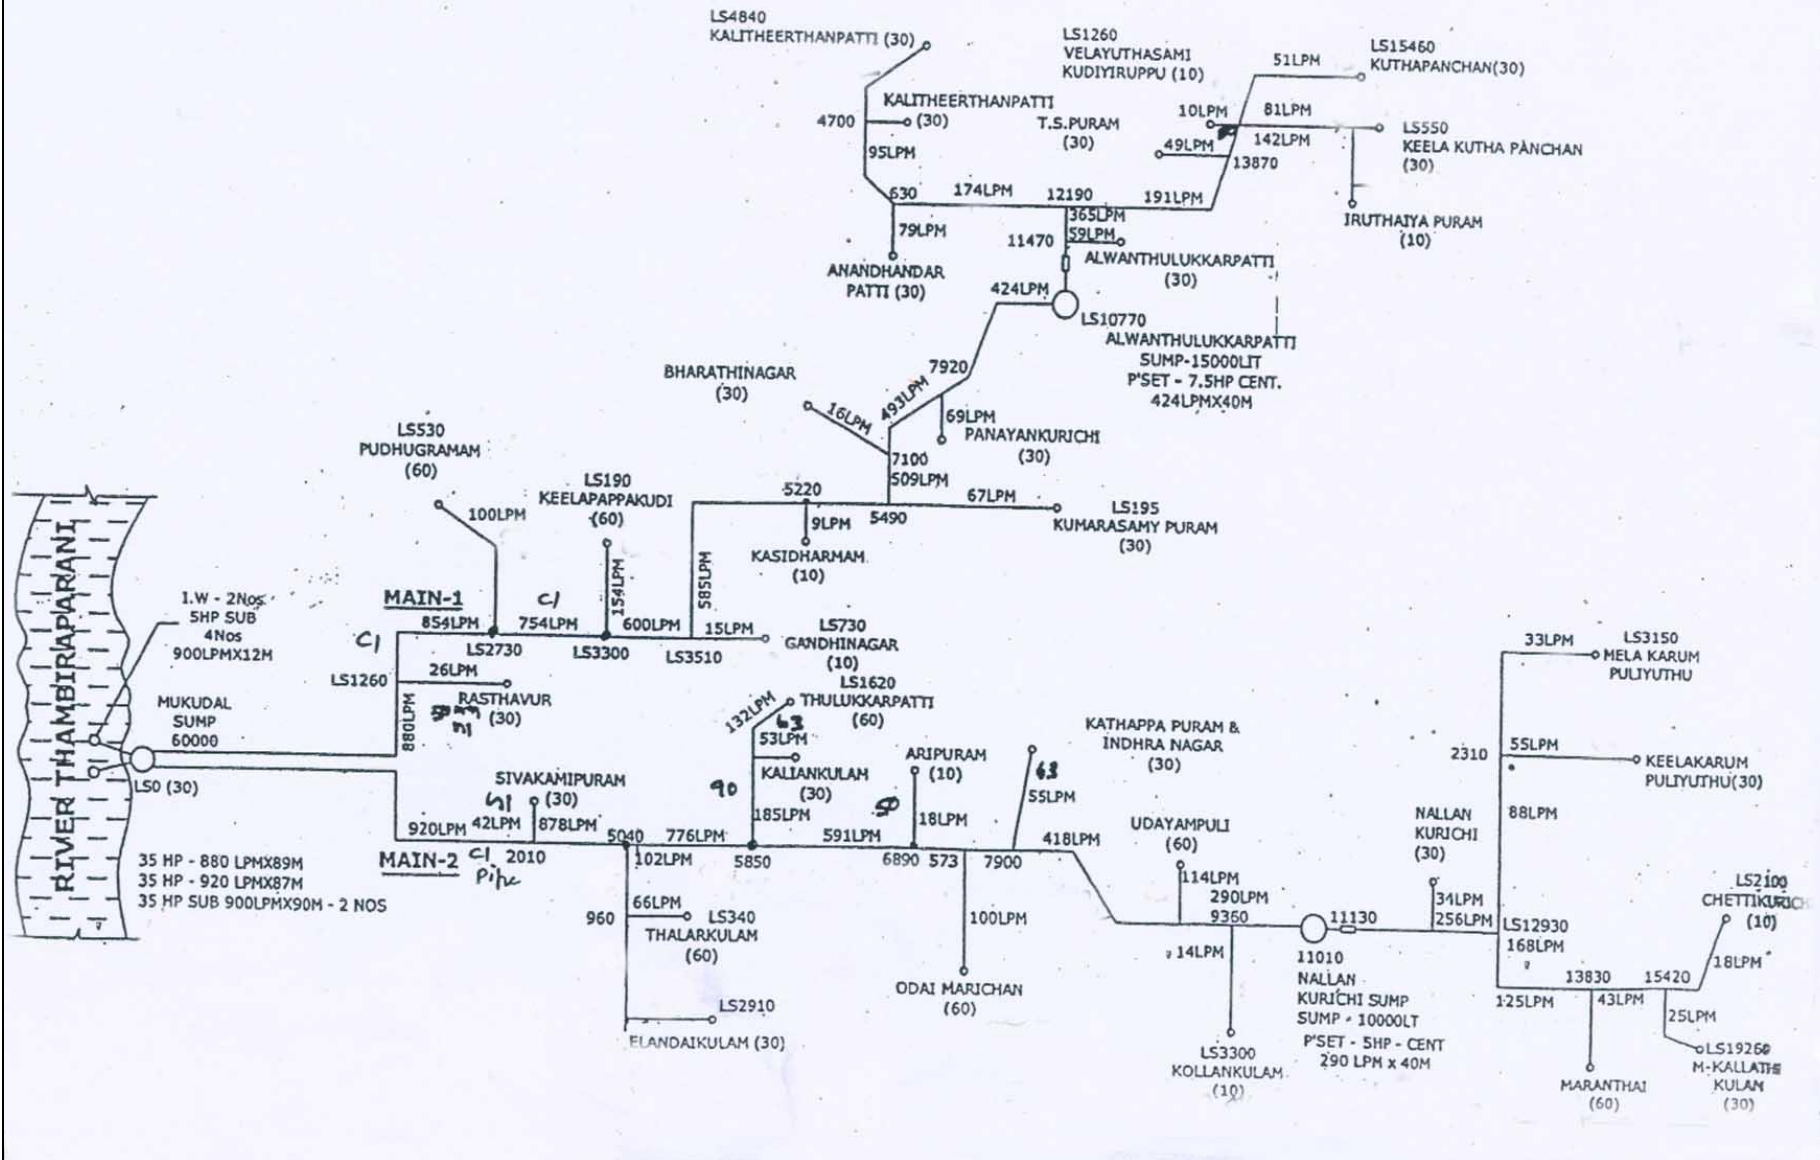 LS4840
KALITHEERTHANPATTI (30)
LS1260
VELAYUTHASAMI
KUDIYIRUPPU (10)
51LPM
LS15460
KUTHAPANCHAN(30)
KALITHEERTHANPATTI
(30)
4700
95LPM
T.S.PURAM
(30)
10LPM
81LPM
49LPM
142LPM
13870
LS550
KEELA KUTHA PANCHAN
(30)
IRUTHAIYA PURAM
(10)
630
174LPM
12190
191LPM
365LPM
59LPM
11470
79LPM
ANANDHANDAR
PATTI (30)
ALWANTHULUKKARPATTI
(30)
424LPM
LS10770
ALWANTHULUKKARPATTI
SUMP-15000LIT
P'SET - 7.5HP CENT.
424LPMX40M
BHARATHINAGAR
(30)
16LPM
493LPM
7920
69LPM
PANAYANKURICHI
(30)
7100
509LPM
LS530
PUDHUGRAMAM
(60)
100LPM
LS190
KEELAPAPPAKUDI
(60)
154LPM
5220
9LPM
KASIDHARMAM
(10)
5490
67LPM
LS195
KUMARASAMY PURAM
(30)
585LPM
RIVER THAMBIRAPARANI
I.W - 2Nos
5HP SUB
4Nos
900LPMX12M
MAIN-1
CI
CI
854LPM
754LPM
600LPM
15LPM
LS2730
LS3300
LS3510
LS730
GANDHINAGAR
(10)
LS1260
26LPM
RASTHAVUR
(30)
880LPM
MUKUDAL
SUMP
60000
LS0 (30)
LS1620
THULUKKARPATTI
(60)
132LPM
63
53LPM
KALIANKULAM
(30)
90
185LPM
SIVAKAMIPURAM
(30)
42LPM
920LPM
878LPM
MAIN-2
CI
Pipe
2010
5040
776LPM
102LPM
5850
591LPM
ARIPURAM
(10)
50
18LPM
6890
573
7900
KATHAPPA PURAM &
INDHRA NAGAR
(30)
63
55LPM
418LPM
35 HP - 880 LPMX89M
35 HP - 920 LPMX87M
35 HP SUB 900LPMX90M - 2 NOS
960
66LPM
LS340
THALARKULAM
(60)
LS2910
ELANDAIKULAM (30)
100LPM
ODAI MARICHAN
(60)
UDAYAMPULI
(60)
114LPM
290LPM
9360
14LPM
LS3300
KOLLANKULAM
(10)
11130
11010
NALLAN
KURICHI SUMP
SUMP - 10000LT
P'SET - 5HP - CENT
290 LPM x 40M
NALLAN
KURICHI
(30)
34LPM
256LPM
33LPM
LS3150
MELA KARUM
PULIYUTHU
2310
55LPM
KEELAKARUM
PULIYUTHU(30)
88LPM
LS12930
168LPM
125LPM
13830
43LPM
15420
LS2100
CHETTIKURICH
(10)
18LPM
25LPM
MARANTHAI
(60)
LS19260
M-KALLATHI
KULAM
(30)